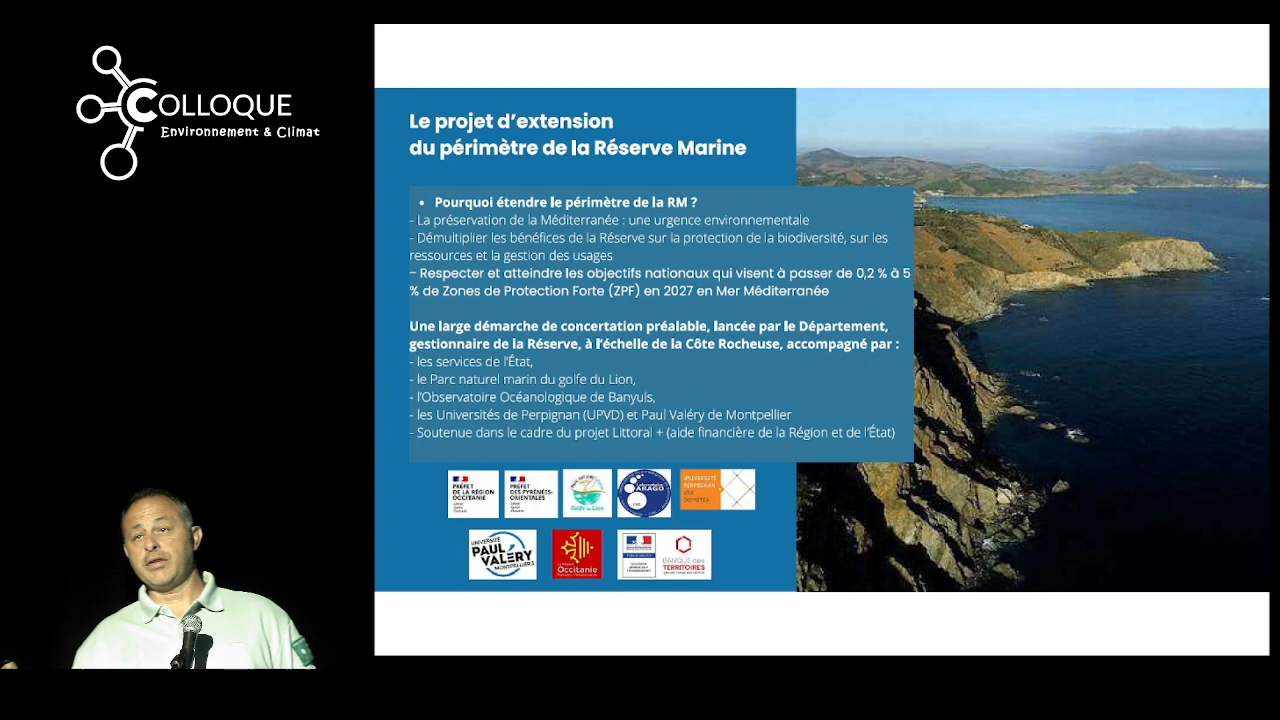 COLLOQUE
Environnement & Climat
Le projet d'extension
du périmètre de la Réserve Marine
• Pourquoi étendre le périmètre de la RM ?
- La préservation de la Méditerranée : une urgence environnementale
- Démultiplier les bénéfices de la Réserve sur la protection de la biodiversité, sur les
ressources et la gestion des usages
- Respecter et atteindre les objectifs nationaux qui visent à passer de 0,2 % à 5
% de Zones de Protection Forte (ZPF) en 2027 en Mer Méditerranée
Une large démarche de concertation préalable, lancée par le Département,
gestionnaire de la Réserve, à l'échelle de la Côte Rocheuse, accompagné par :
- les services de l'État,
- le Parc naturel marin du golfe du Lion,
- l'Observatoire Océanologique de Banyuls,
- les Universités de Perpignan (UPVD) et Paul Valéry de Montpellier
- Soutenue dans le cadre du projet Littoral + (aide financière de la Région et de l'État)
PRÉFET
DE LA RÉGION
OCCITANIE
PRÉFET
DES PYRÉNÉES-
ORIENTALES
Golfe du Lion
ARAGO
UNIVERSITÉ
PERPIGNAN
VIA
DOMITIA
UNIVERSITÉ
PAUL
VALÉRY
MONTPELLIER
Occitanie
BANQUE des
TERRITOIRES